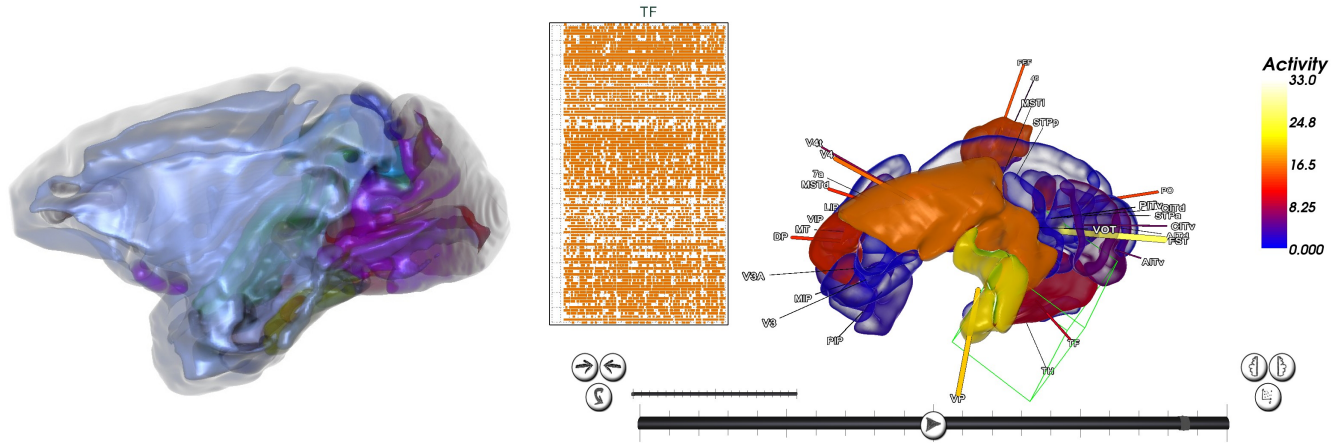 TF
FEF
46
MSTl
STPp
V4t
V4
7a
MSTd
LIP
VIP
MT
DP
V3A
MIP
V3
PIP
VP
TH
TF
PO
PITv
CITd
STPa
CITv
VOT
AITd
FST
AITv
Activity
33.0
24.8
16.5
8.25
0.000